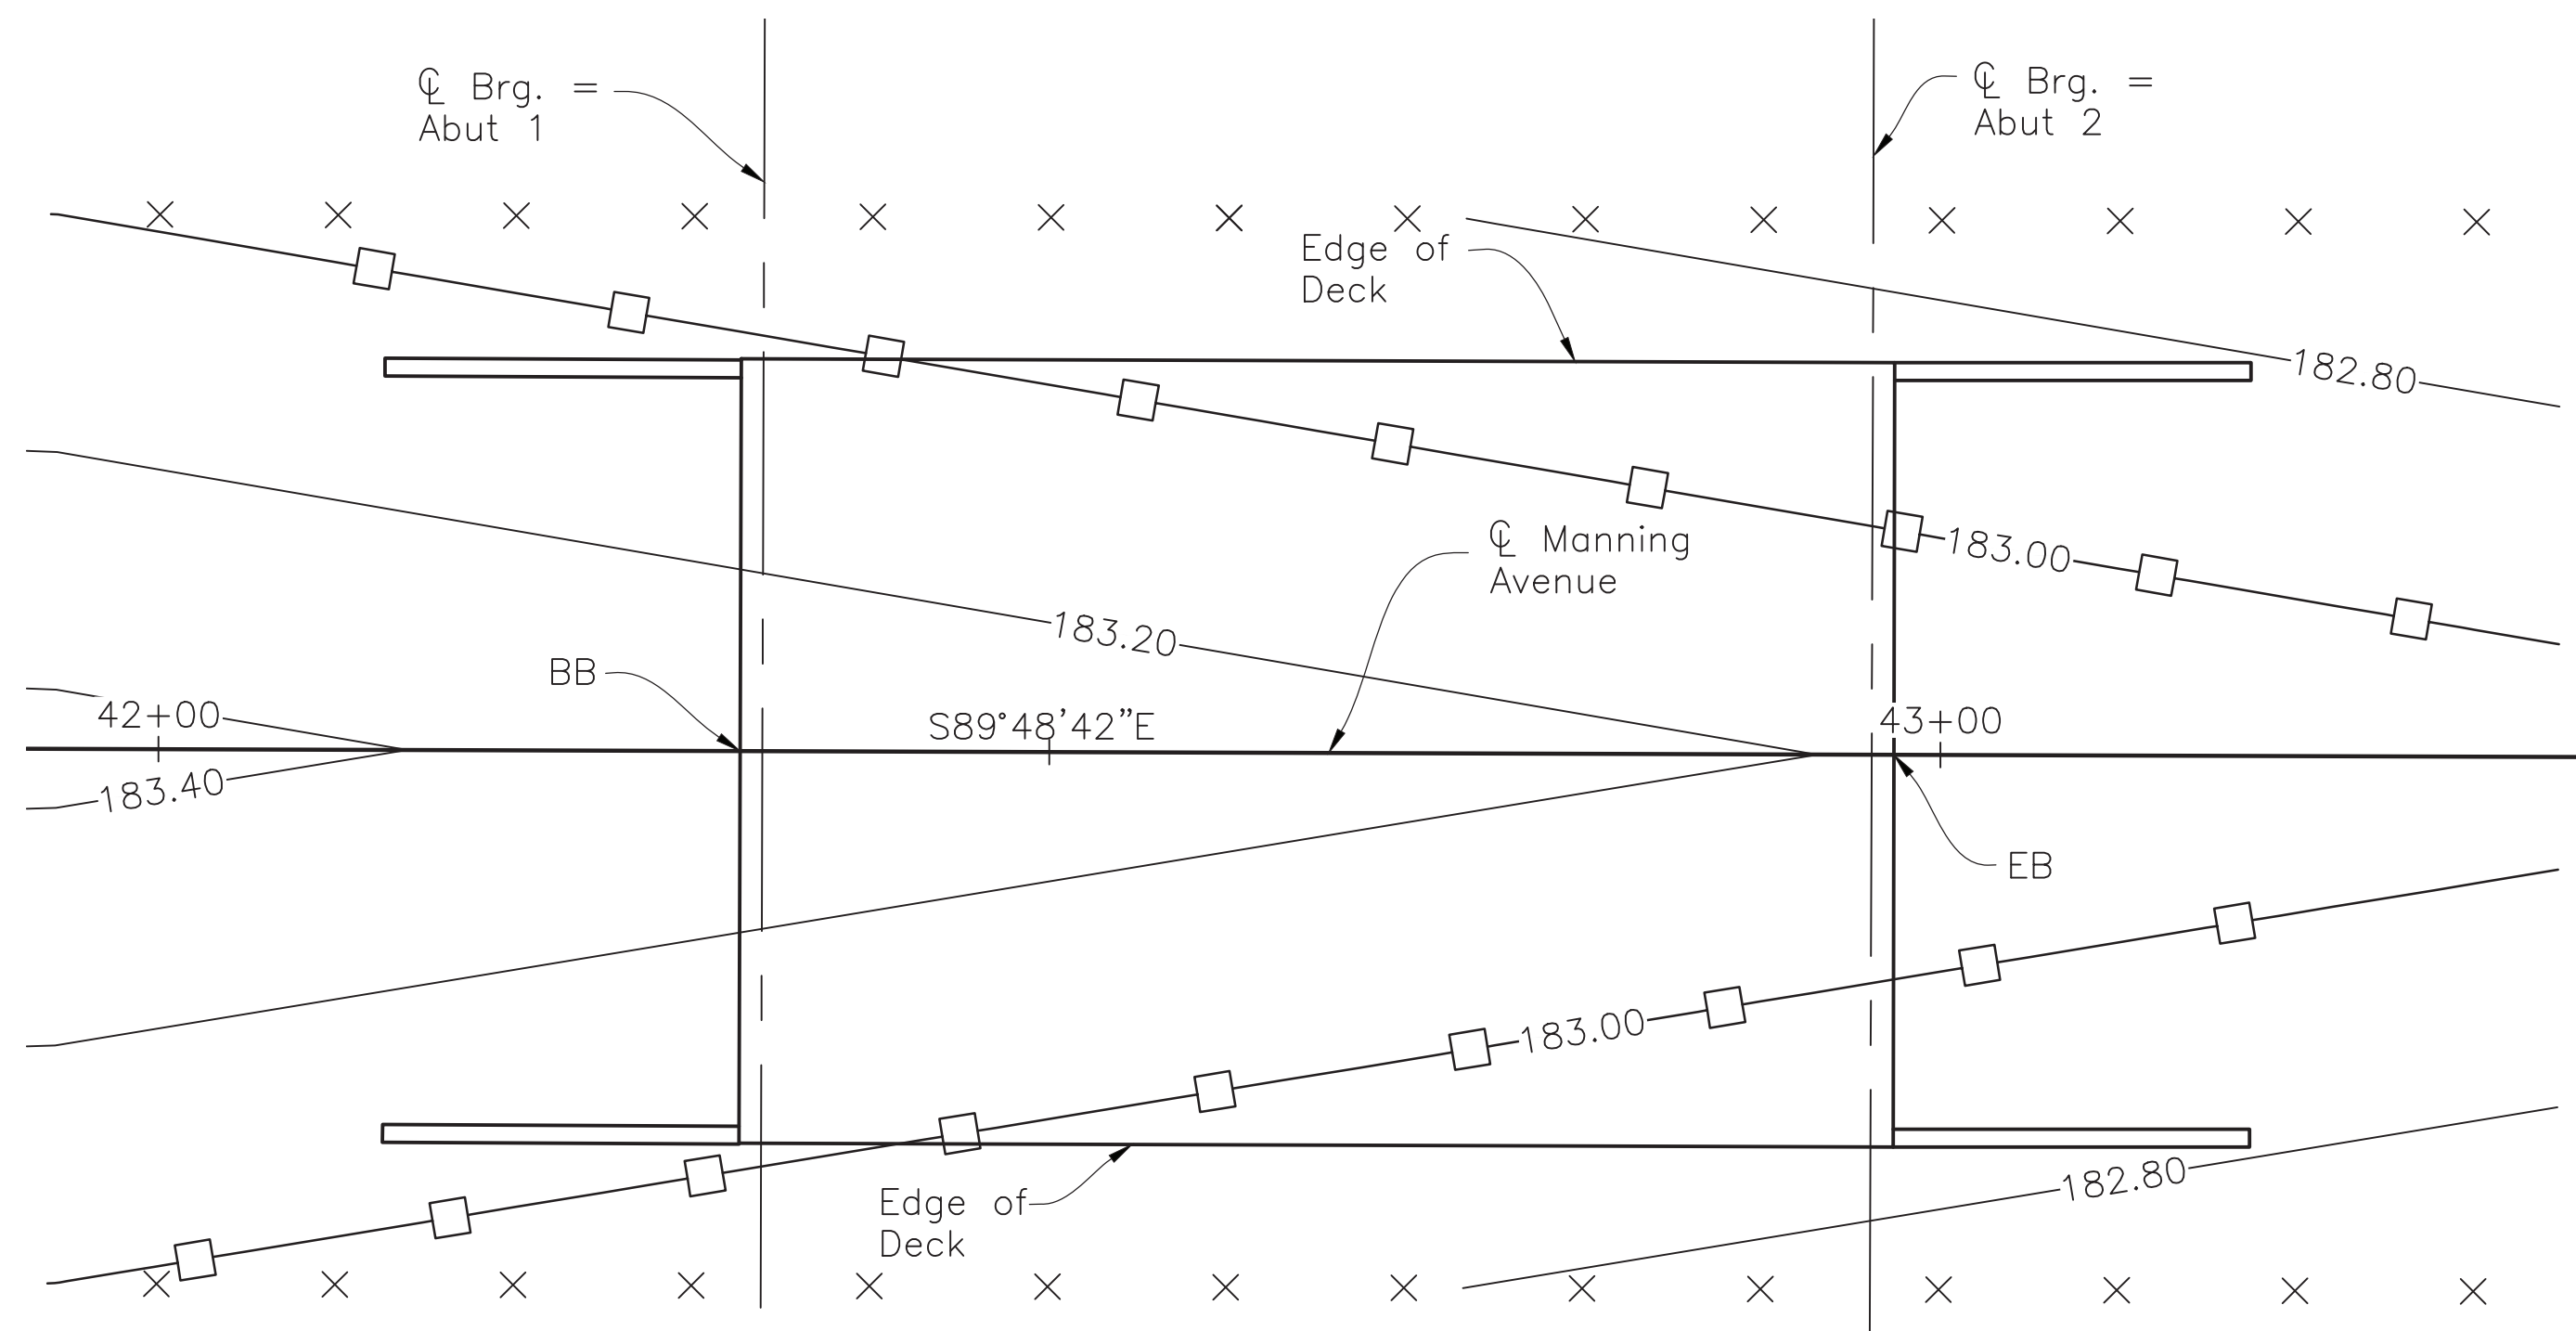 ℄ Brg. =
Abut 1
℄ Brg. =
Abut 2
Edge of
Deck
182.80
℄ Manning
Avenue
183.00
183.20
BB
42+00
S89°48’42”E
43+00
183.40
EB
183.00
182.80
Edge of
Deck